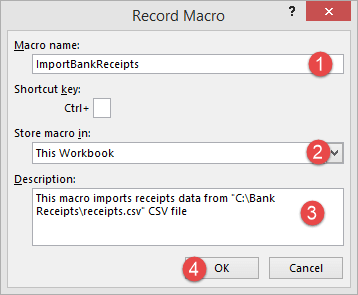 Record Macro
?
Macro name:
ImportBankReceipts
1
Shortcut key:
Ctrl+
Store macro in:
This Workbook
2
Description:
This macro imports receipts data from "C:\Bank
Receipts\receipts.csv" CSV file
3
4
OK
Cancel